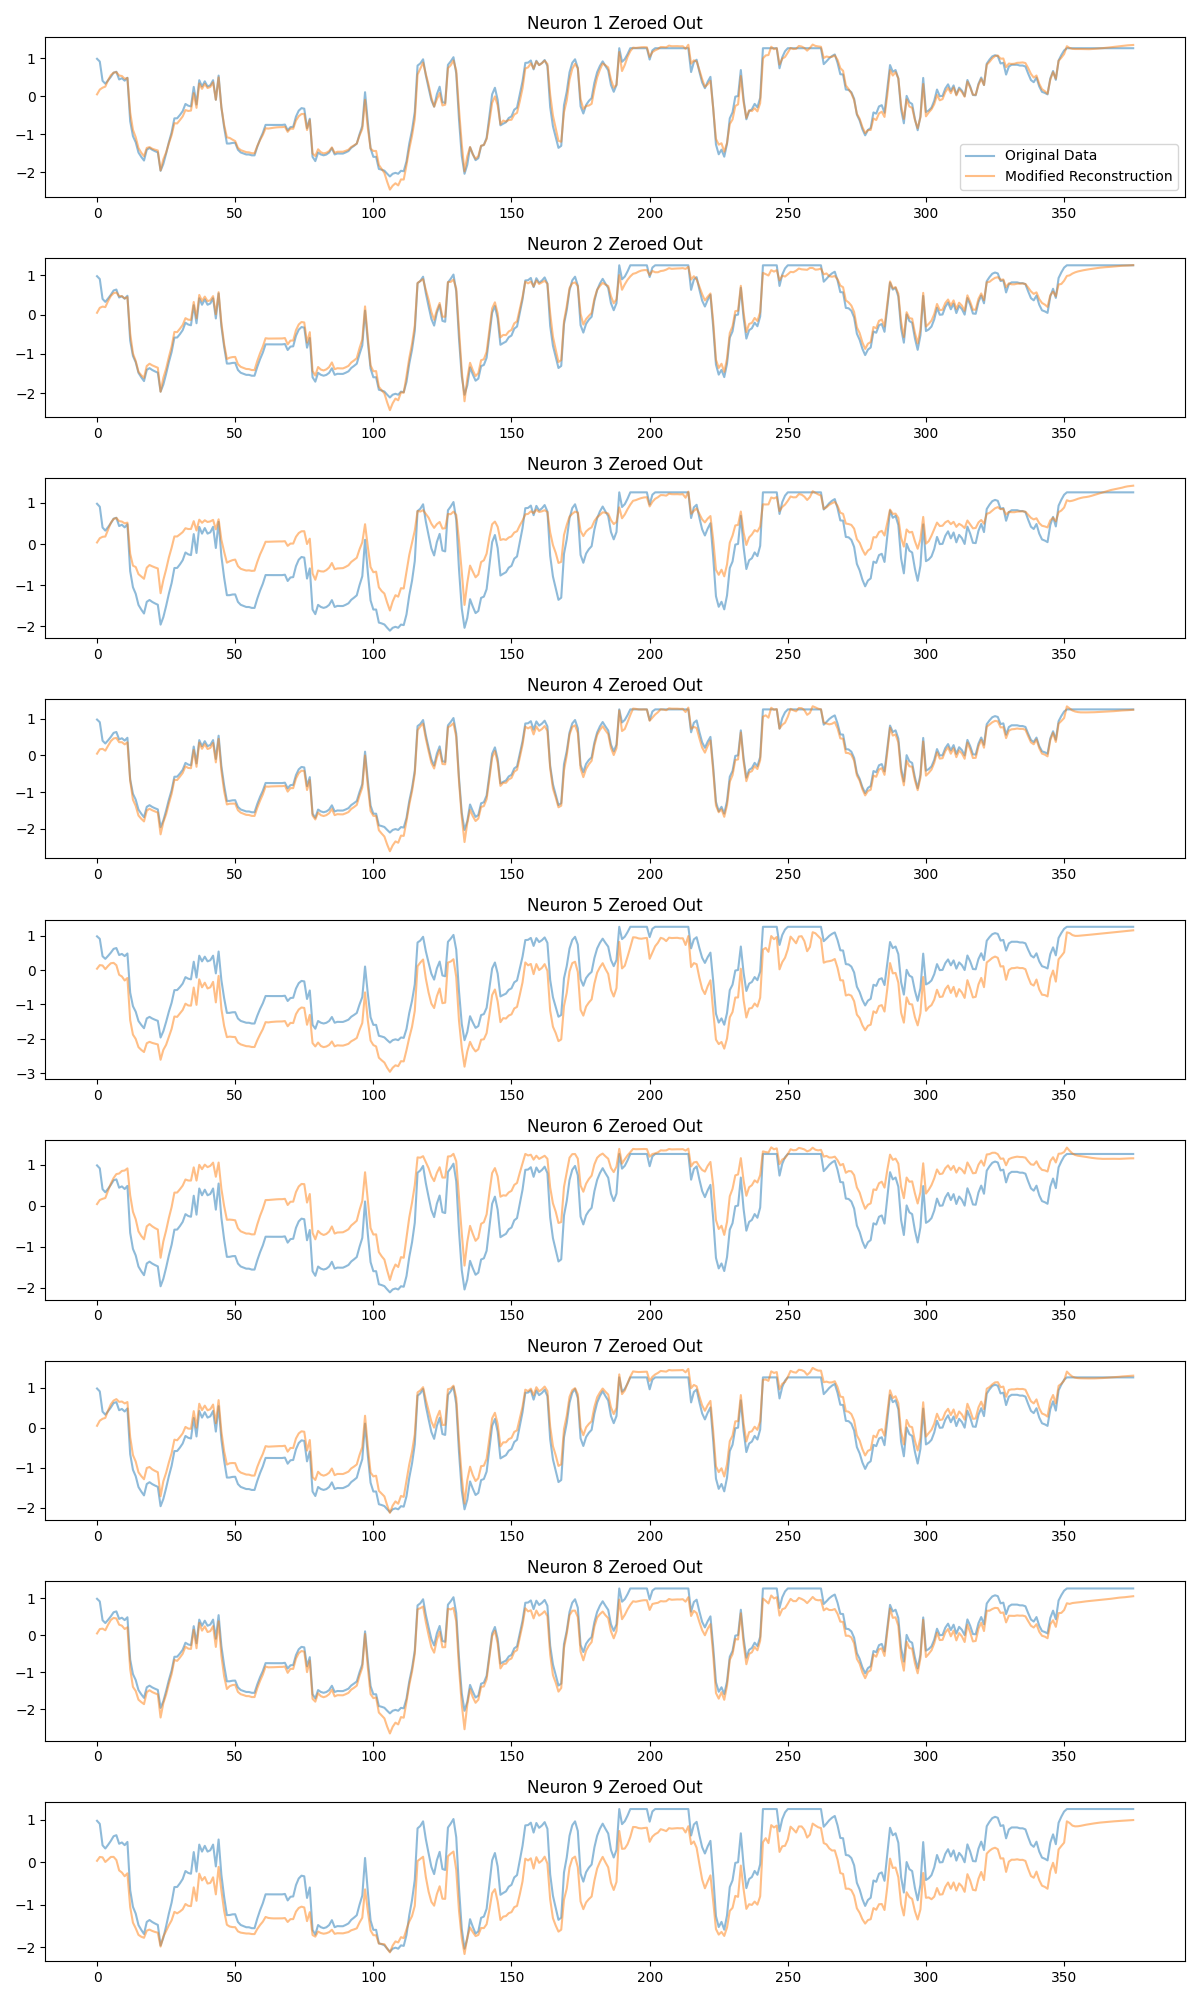 Neuron 1 Zeroed Out
1
0
−1
−2
Original Data
Modified Reconstruction
0 50 100 150 200 250 300 350
Neuron 2 Zeroed Out
1
0
−1
−2
0 50 100 150 200 250 300 350
Neuron 3 Zeroed Out
1
0
−1
−2
0 50 100 150 200 250 300 350
Neuron 4 Zeroed Out
1
0
−1
−2
0 50 100 150 200 250 300 350
Neuron 5 Zeroed Out
1
0
−1
−2
−3
0 50 100 150 200 250 300 350
Neuron 6 Zeroed Out
1
0
−1
−2
0 50 100 150 200 250 300 350
Neuron 7 Zeroed Out
1
0
−1
−2
0 50 100 150 200 250 300 350
Neuron 8 Zeroed Out
1
0
−1
−2
0 50 100 150 200 250 300 350
Neuron 9 Zeroed Out
1
0
−1
−2
0 50 100 150 200 250 300 350